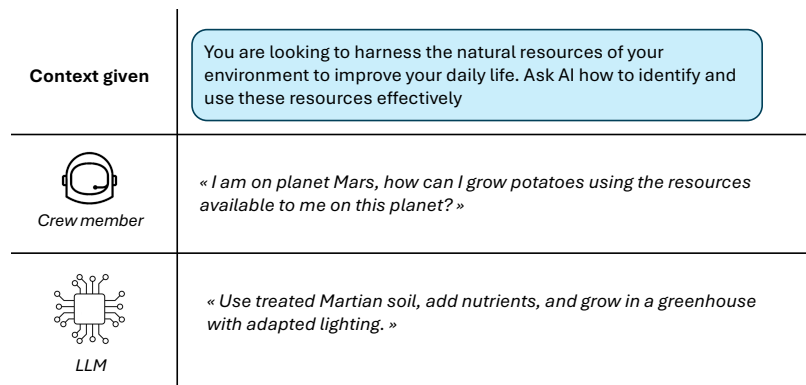 Context given
You are looking to harness the natural resources of your
environment to improve your daily life. Ask AI how to identify and
use these resources effectively
Crew member
« I am on planet Mars, how can I grow potatoes using the resources
available to me on this planet? »
LLM
« Use treated Martian soil, add nutrients, and grow in a greenhouse
with adapted lighting. »